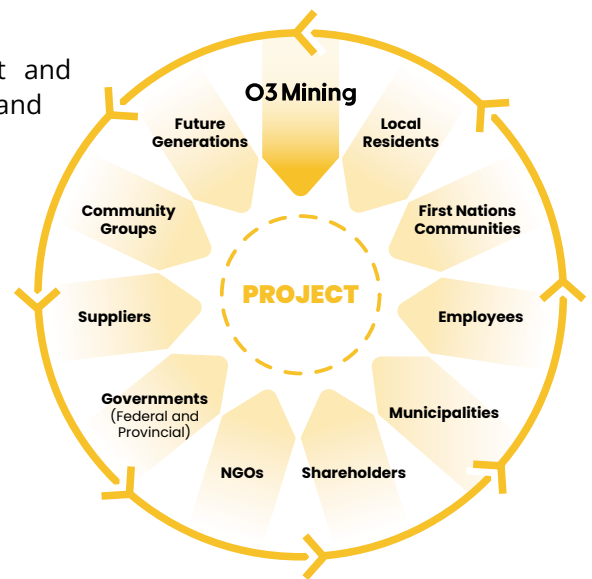 t and
and
O3 Mining
Future
Generations
Local
Residents
Community
Groups
First Nations
Communities
PROJECT
Suppliers
Employees
Governments
(Federal and
Provincial)
Municipalities
NGOs
Shareholders